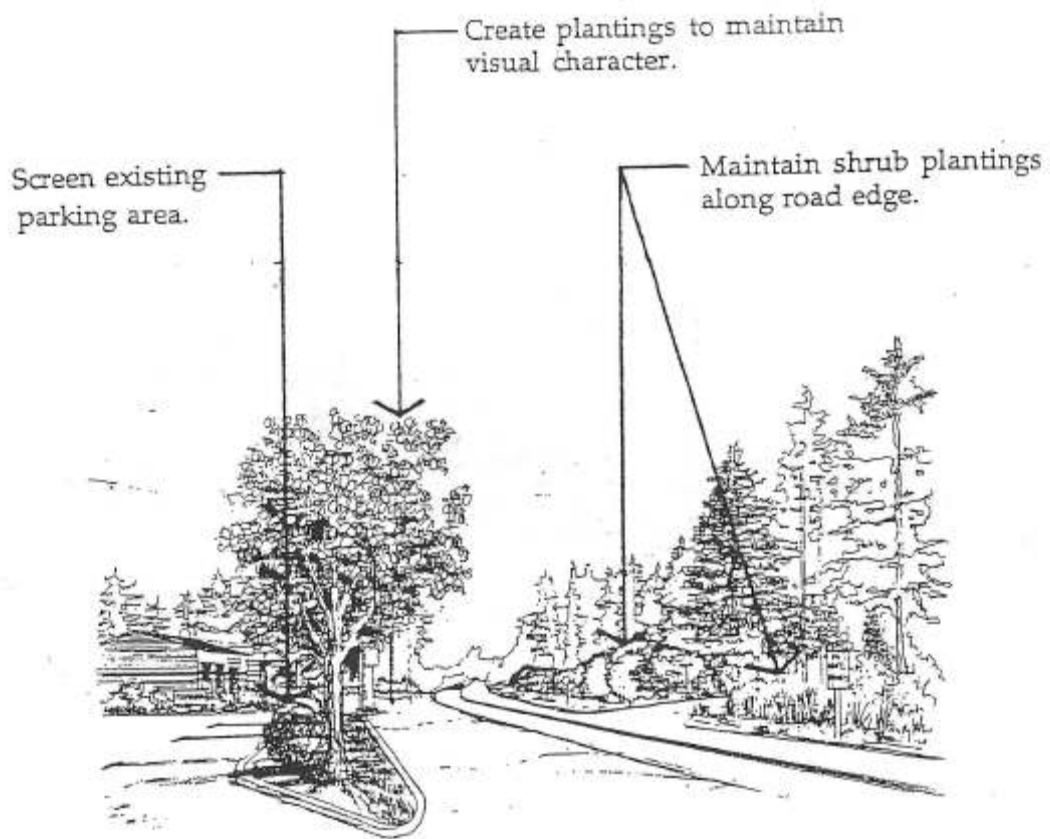 Create plantings to maintain
visual character.
Screen existing
parking area.
Maintain shrub plantings
along road edge.